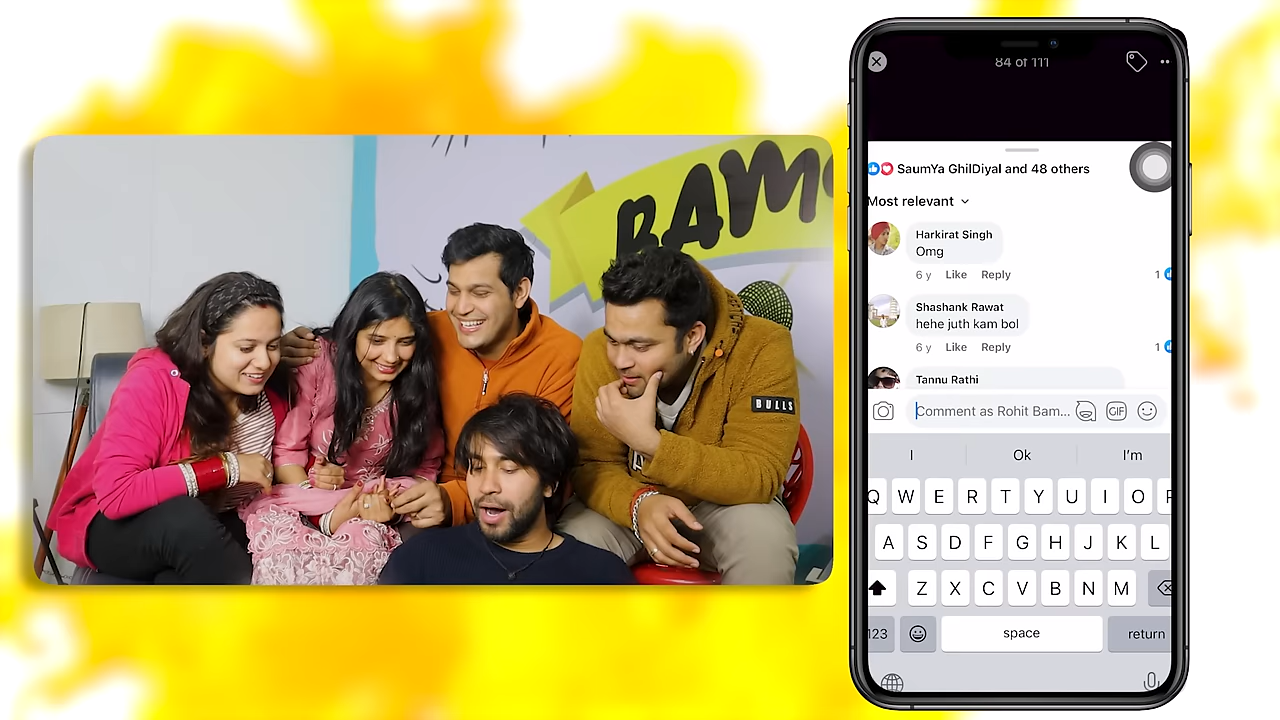 BAM
BULLS
84 of 111
SaumYa GhilDiyal and 48 others
Most relevant
Harkirat Singh
Omg
6 y Like Reply 1
Shashank Rawat
hehe juth kam bol
6 y Like Reply 1
Tannu Rathi
Comment as Rohit Bam... GIF
I Ok I'm
Q W E R T Y U I O P
A S D F G H J K L
Z X C V B N M
123 space return